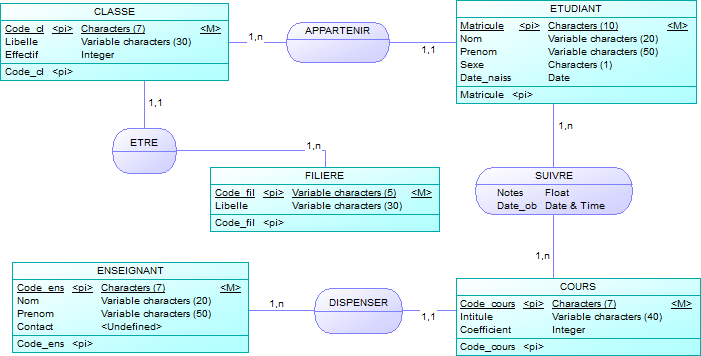 CLASSE
Code_cl <pi> Characters (7) <M>
Libelle Variable characters (30)
Effectif Integer
Code_cl <pi>
1,n
APPARTENIR
1,1
ETUDIANT
Matricule <pi> Characters (10) <M>
Nom Variable characters (20)
Prenom Variable characters (50)
Sexe Characters (1)
Date_naiss Date
Matricule <pi>
1,1
ETRE
1,n
1,n
FILIERE
Code_fil <pi> Variable characters (5) <M>
Libelle Variable characters (30)
Code_fil <pi>
SUIVRE
Notes Float
Date_ob Date & Time
1,n
ENSEIGNANT
Code_ens <pi> Characters (7) <M>
Nom Variable characters (20)
Prenom Variable characters (50)
Contact <Undefined>
Code_ens <pi>
1,n
DISPENSER
1,1
COURS
Code_cours <pi> Characters (7) <M>
Intitule Variable characters (40)
Coefficient Integer
Code_cours <pi>